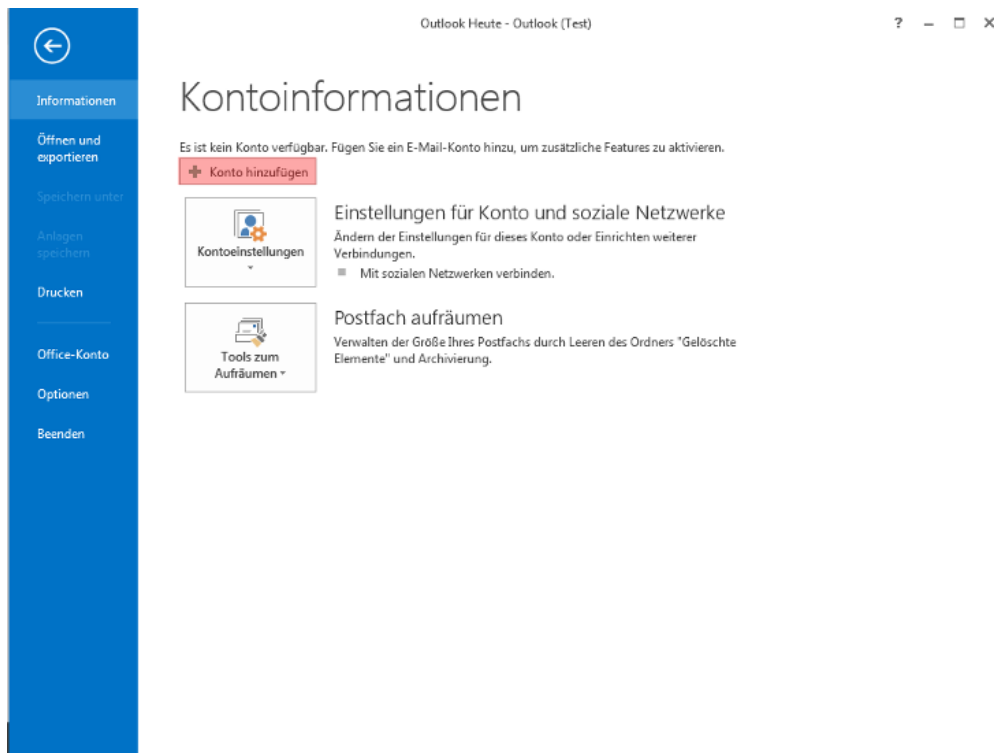 Outlook Heute - Outlook (Test)
?
Informationen
Öffnen und
exportieren
Speichern unter
Anlagen
speichern
Drucken
Office-Konto
Optionen
Beenden
Kontoinformationen
Es ist kein Konto verfügbar. Fügen Sie ein E-Mail-Konto hinzu, um zusätzliche Features zu aktivieren.
Konto hinzufügen
Kontoeinstellungen
Einstellungen für Konto und soziale Netzwerke
Ändern der Einstellungen für dieses Konto oder Einrichten weiterer
Verbindungen.
Mit sozialen Netzwerken verbinden.
Tools zum
Aufräumen
Postfach aufräumen
Verwalten der Größe Ihres Postfachs durch Leeren des Ordners "Gelöschte
Elemente" und Archivierung.